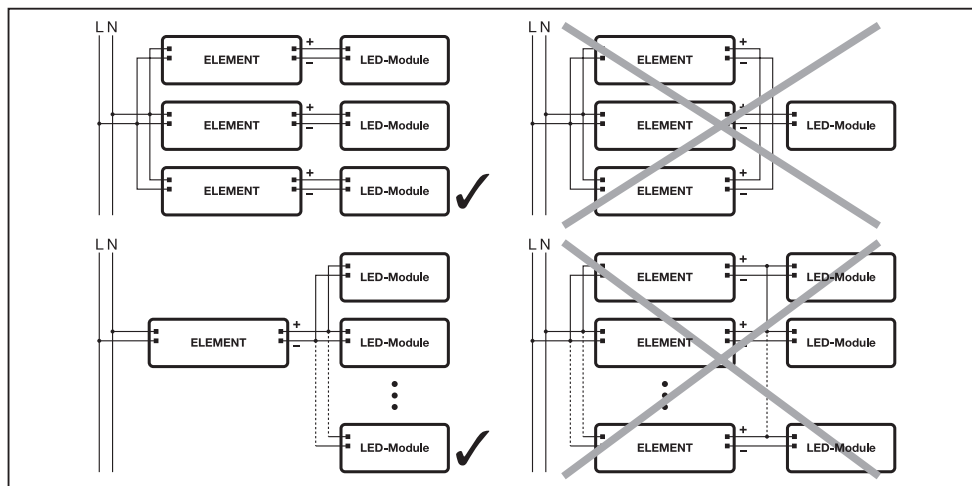 L N
ELEMENT + − LED-Module
ELEMENT + − LED-Module
ELEMENT + − LED-Module
L N
ELEMENT
ELEMENT + − LED-Module
ELEMENT
L N
LED-Module
ELEMENT + − LED-Module
LED-Module
L N
ELEMENT + − LED-Module
ELEMENT LED-Module
ELEMENT + − LED-Module